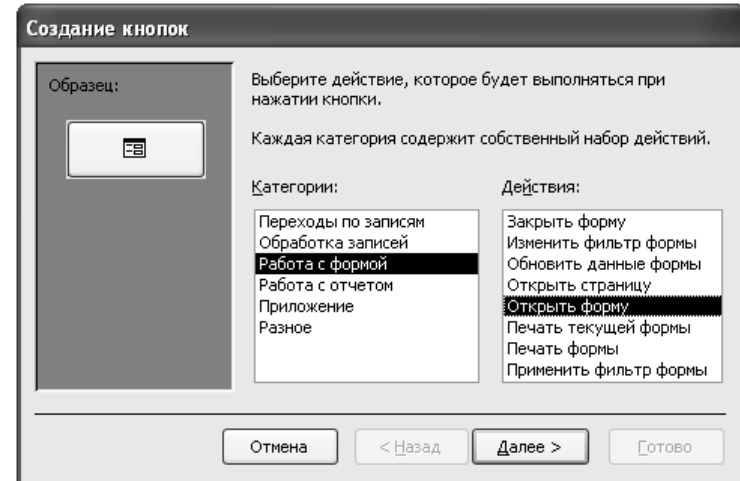 Создание кнопок
Образец:
Выберите действие, которое будет выполняться при
нажатии кнопки.
Каждая категория содержит собственный набор действий.
Категории:
Переходы по записям
Обработка записей
Работа с формой
Работа с отчетом
Приложение
Разное
Действия:
Закрыть форму
Изменить фильтр формы
Обновить данные формы
Открыть страницу
Открыть форму
Печать текущей формы
Печать формы
Применить фильтр формы
Отмена
< Назад
Далее >
Готово